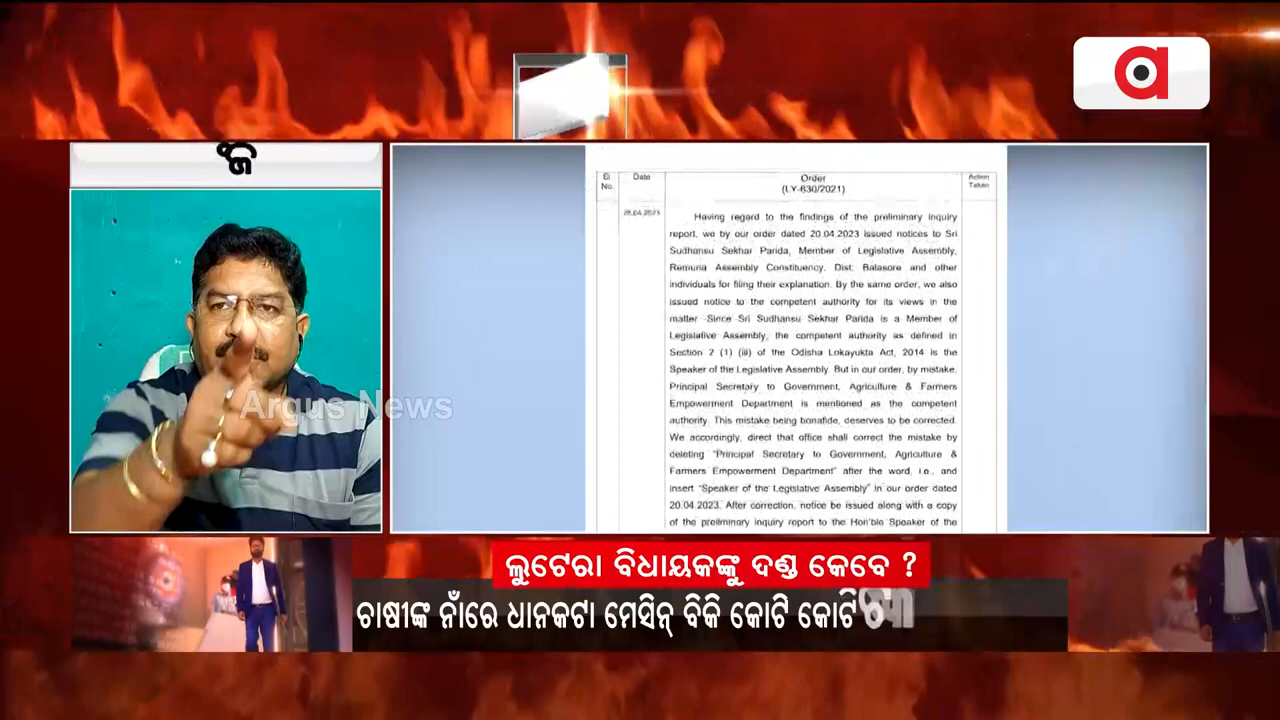 a
ଜ
Argus News
Sl No.
Date
Order
(LY-630/2021)
Action Taken
28.04.2023
Having regard to the findings of the preliminary inquiry
report, we by our order dated 20.04.2023 issued notices to Sri
Sudhansu Sekhar Parida, Member of Legislative Assembly,
Remuna Assembly Constituency, Dist: Balasore and other
individuals for filing their explanation. By the same order, we also
issued notice to the competent authority for its views in the
matter. Since Sri Sudhansu Sekhar Parida is a Member of
Legislative Assembly, the competent authority as defined in
Section 2 (1) (iii) of the Odisha Lokayukta Act, 2014 is the
Speaker of the Legislative Assembly. But in our order, by mistake,
Principal Secretary to Government, Agriculture & Farmers
Empowerment Department is mentioned as the competent
authority. This mistake being bonafide, deserves to be corrected.
We accordingly, direct that office shall correct the mistake by
deleting "Principal Secretary to Government, Agriculture &
Farmers Empowerment Department" after the word, i.e., and
insert "Speaker of the Legislative Assembly" in our order dated
20.04.2023. After correction, notice be issued along with a copy
of the preliminary inquiry report to the Hon'ble Speaker of the
ଲୁଟେରା ବିଧାୟକଙ୍କୁ ଦଣ୍ଡ କେବେ ?
ଚାଷୀଙ୍କ ନାଁରେ ଧାନକଟା ମେସିନ୍ ବିକି କୋଟି କୋଟି